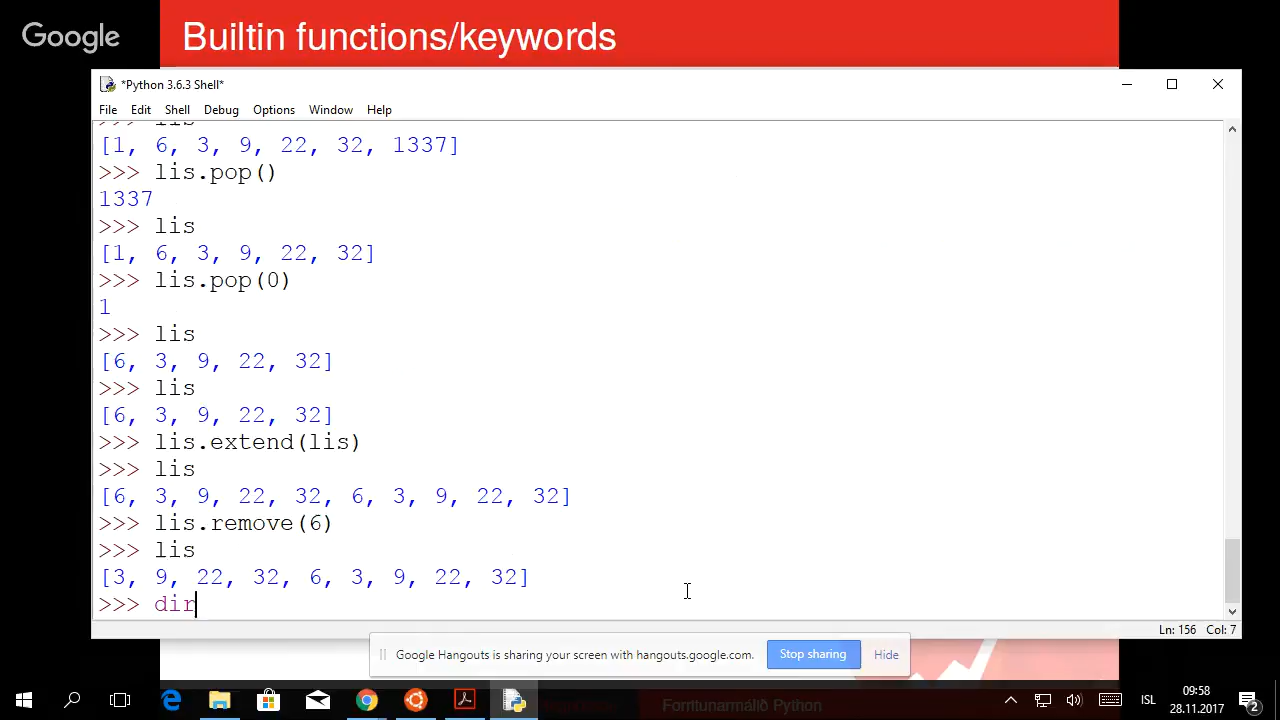 Google
Builtin functions/keywords
*Python 3.6.3 Shell*
File Edit Shell Debug Options Window Help
>>> lis
[1, 6, 3, 9, 22, 32, 1337]
>>> lis.pop()
1337
>>> lis
[1, 6, 3, 9, 22, 32]
>>> lis.pop(0)
1
>>> lis
[6, 3, 9, 22, 32]
>>> lis
[6, 3, 9, 22, 32]
>>> lis.extend(lis)
>>> lis
[6, 3, 9, 22, 32, 6, 3, 9, 22, 32]
>>> lis.remove(6)
>>> lis
[3, 9, 22, 32, 6, 3, 9, 22, 32]
>>> dir
Ln: 156 Col: 7
Google Hangouts is sharing your screen with hangouts.google.com. Stop sharing Hide
Forritunarmálið Python
ISL
09:58
28.11.2017
2